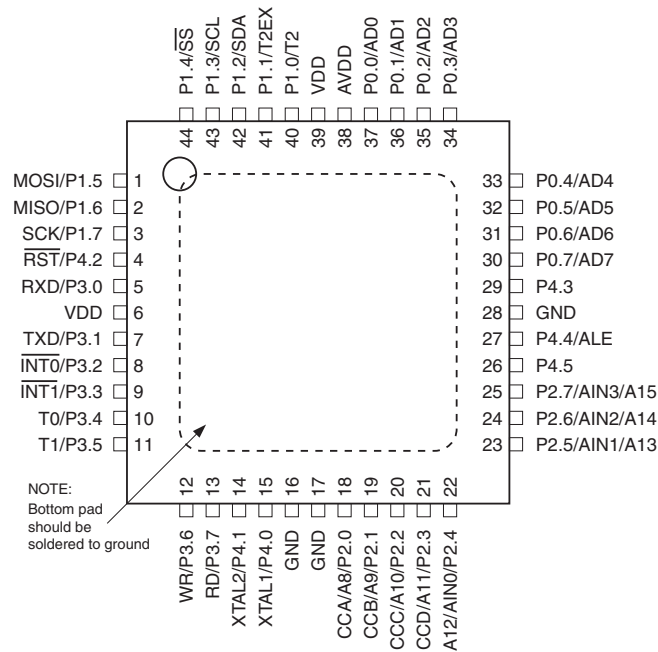 P1.4/SS
P1.3/SCL
P1.2/SDA
P1.1/T2EX
P1.0/T2
VDD
AVDD
P0.0/AD0
P0.1/AD1
P0.2/AD2
P0.3/AD3
44
43
42
41
40
39
38
37
36
35
34
MOSI/P1.5 1
MISO/P1.6 2
SCK/P1.7 3
RST/P4.2 4
RXD/P3.0 5
VDD 6
TXD/P3.1 7
INT0/P3.2 8
INT1/P3.3 9
T0/P3.4 10
T1/P3.5 11
33 P0.4/AD4
32 P0.5/AD5
31 P0.6/AD6
30 P0.7/AD7
29 P4.3
28 GND
27 P4.4/ALE
26 P4.5
25 P2.7/AIN3/A15
24 P2.6/AIN2/A14
23 P2.5/AIN1/A13
NOTE:
Bottom pad
should be
soldered to ground
12
13
14
15
16
17
18
19
20
21
22
WR/P3.6
RD/P3.7
XTAL2/P4.1
XTAL1/P4.0
GND
GND
CCA/A8/P2.0
CCB/A9/P2.1
CCC/A10/P2.2
CCD/A11/P2.3
A12/AIN0/P2.4